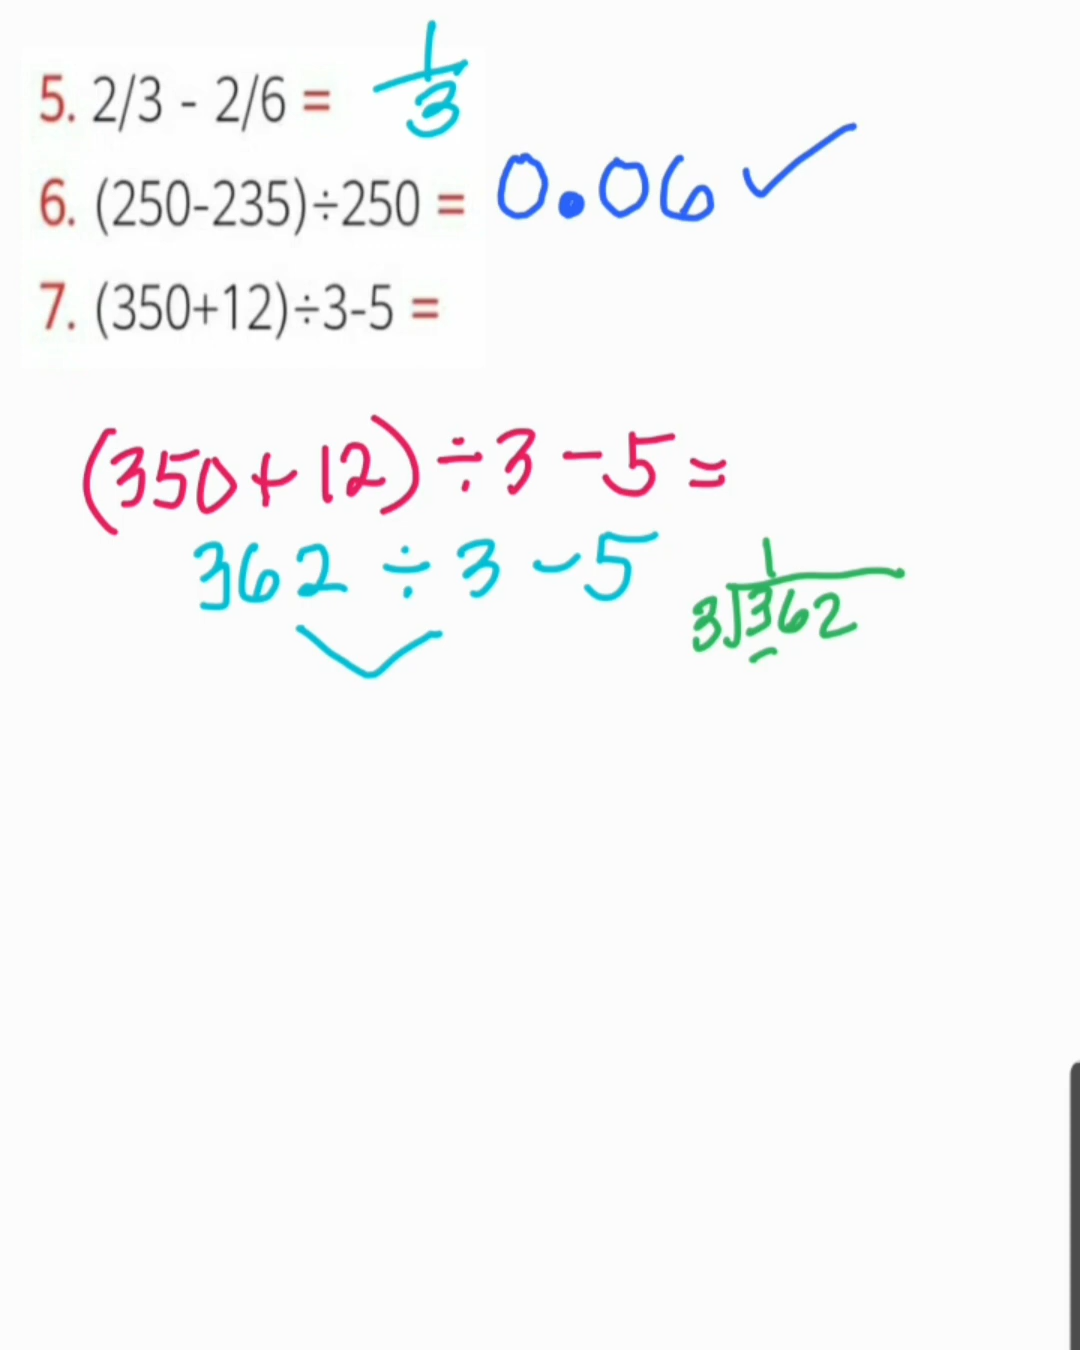 5. 2/3 - 2/6 = 1/3
6. (250-235)÷250 = 0.06 ✓
7. (350+12)÷3-5 =
(350+12)÷3-5=
362÷3-5
1
3√362